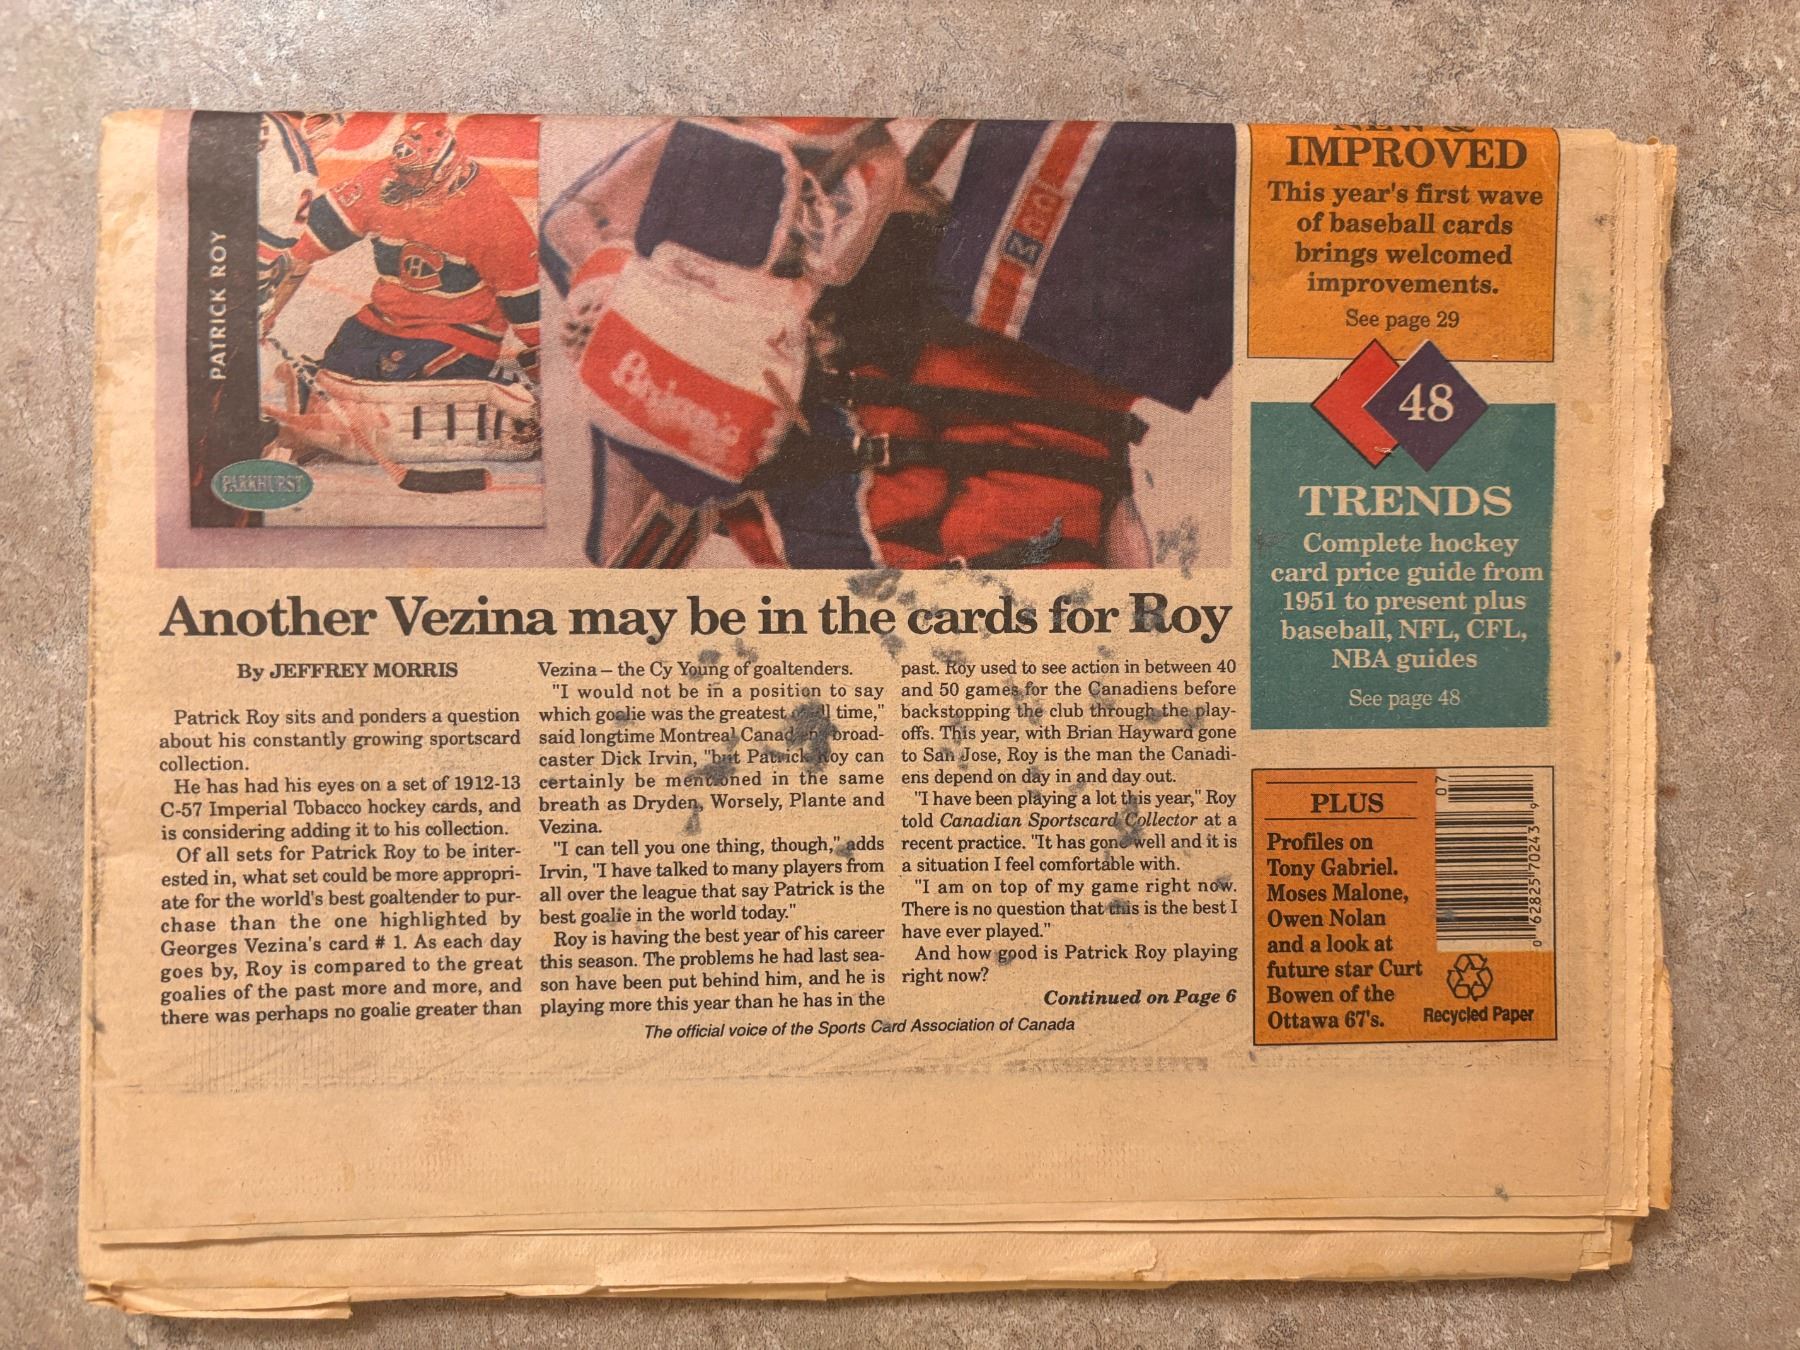 PATRICK ROY
PARKHURST
Another Vezina may be in the cards for Roy
By JEFFREY MORRIS
Patrick Roy sits and ponders a question
about his constantly growing sportscard
collection.
He has had his eyes on a set of 1912-13
C-57 Imperial Tobacco hockey cards, and
is considering adding it to his collection.
Of all sets for Patrick Roy to be inter-
ested in, what set could be more appropri-
ate for the world's best goaltender to pur-
chase than the one highlighted by
Georges Vezina's card # 1. As each day
goes by, Roy is compared to the great
goalies of the past more and more, and
there was perhaps no goalie greater than
Vezina – the Cy Young of goaltenders.
"I would not be in a position to say
which goalie was the greatest of all time,"
said longtime Montreal Canadiens broad-
caster Dick Irvin, "but Patrick Roy can
certainly be mentioned in the same
breath as Dryden, Worsely, Plante and
Vezina.
"I can tell you one thing, though," adds
Irvin, "I have talked to many players from
all over the league that say Patrick is the
best goalie in the world today."
Roy is having the best year of his career
this season. The problems he had last sea-
son have been put behind him, and he is
playing more this year than he has in the
past. Roy used to see action in between 40
and 50 games for the Canadiens before
backstopping the club through the play-
offs. This year, with Brian Hayward gone
to San Jose, Roy is the man the Canadi-
ens depend on day in and day out.
"I have been playing a lot this year," Roy
told Canadian Sportscard Collector at a
recent practice. "It has gone well and it is
a situation I feel comfortable with.
"I am on top of my game right now.
There is no question that this is the best I
have ever played."
And how good is Patrick Roy playing
right now?
Continued on Page 6
The official voice of the Sports Card Association of Canada
NEW &
IMPROVED
This year's first wave
of baseball cards
brings welcomed
improvements.
See page 29
48
TRENDS
Complete hockey
card price guide from
1951 to present plus
baseball, NFL, CFL,
NBA guides
See page 48
PLUS
Profiles on
Tony Gabriel.
Moses Malone,
Owen Nolan
and a look at
future star Curt
Bowen of the
Ottawa 67's.
07
0 62825 70243 9
Recycled Paper